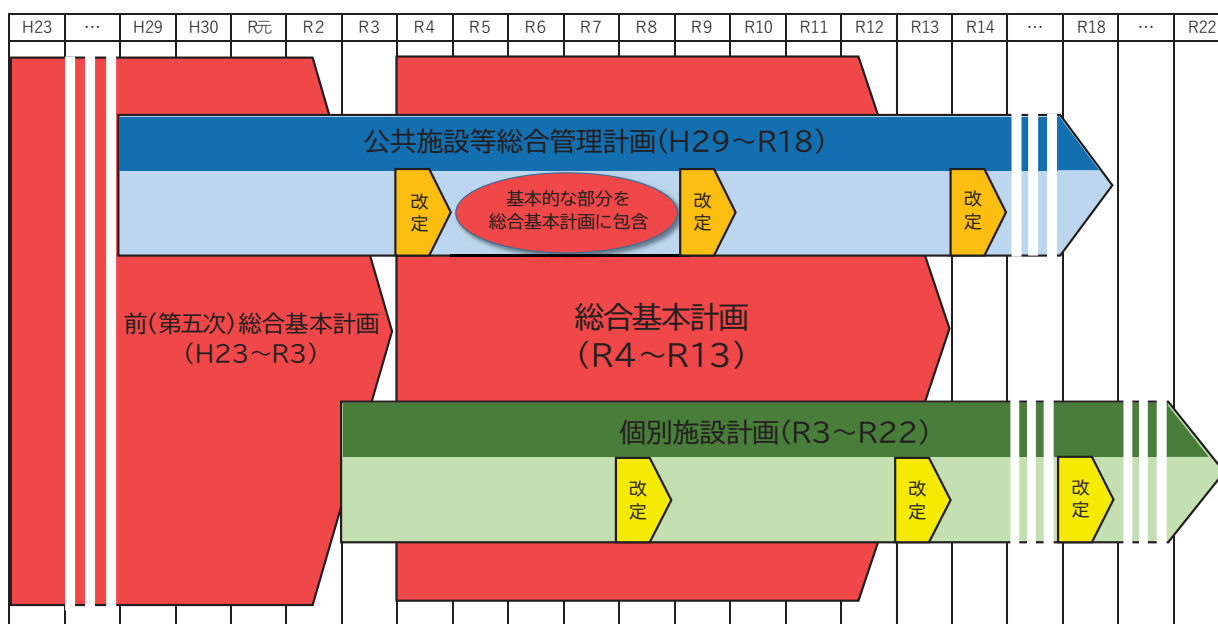 H23 … H29 H30 R元 R2 R3 R4 R5 R6 R7 R8 R9 R10 R11 R12 R13 R14 … R18 … R22
公共施設等総合管理計画(H29～R18)
改定
基本的な部分を
総合基本計画に包含
改定
改定
前(第五次)総合基本計画
(H23～R3)
総合基本計画
(R4～R13)
個別施設計画(R3～R22)
改定
改定
改定